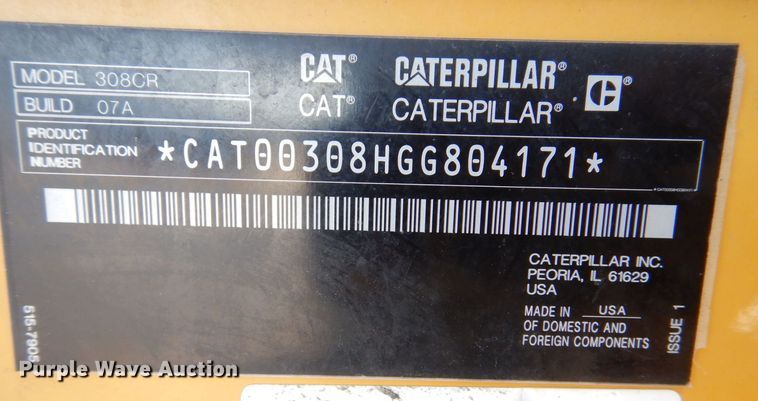 CAT® CATERPILLAR®
CAT® CATERPILLAR®
MODEL 308CR
BUILD 07A
PRODUCT
IDENTIFICATION
NUMBER
*CAT00308HGG804171*
CATERPILLAR INC.
PEORIA, IL 61629
USA
MADE IN USA
OF DOMESTIC AND
FOREIGN COMPONENTS
ISSUE 1
Purple Wave Auction